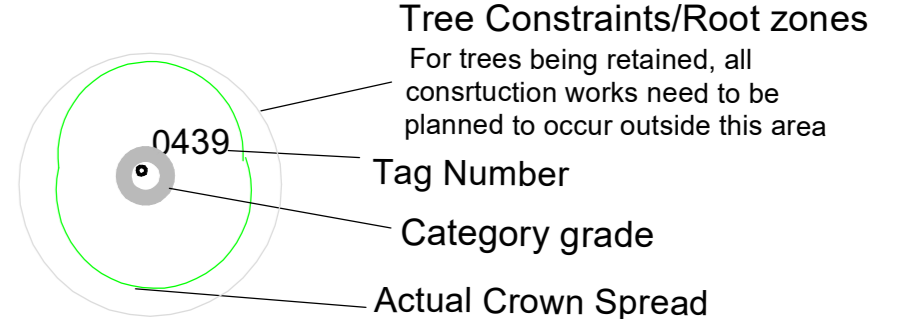 Tree Constraints/Root zones
For trees being retained, all
consrtuction works need to be
planned to occur outside this area
0439
Tag Number
Category grade
Actual Crown Spread